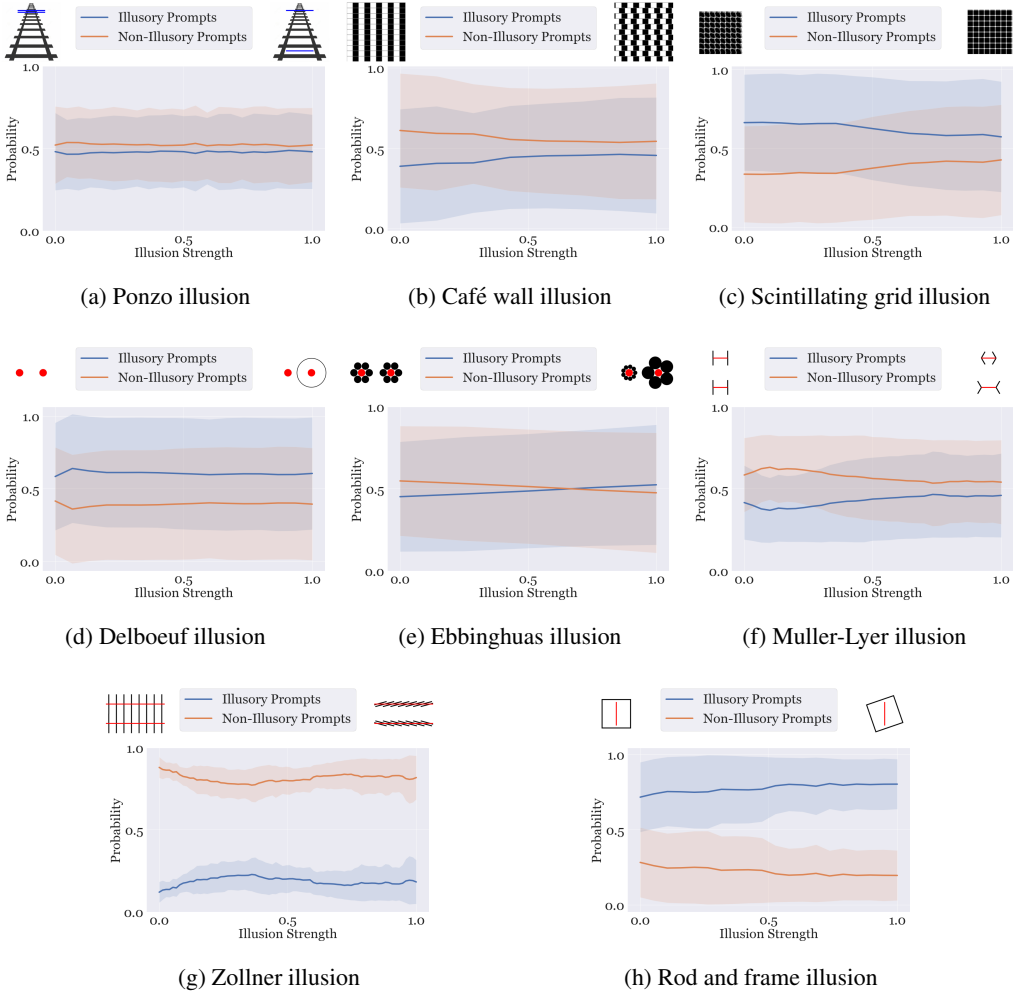 Illusory Prompts
Non-Illusory Prompts
1.0
0.5
0.0
Probability
0.0 0.5 1.0
Illusion Strength
(a) Ponzo illusion
Illusory Prompts
Non-Illusory Prompts
1.0
0.5
0.0
Probability
0.0 0.5 1.0
Illusion Strength
(b) Café wall illusion
Illusory Prompts
Non-Illusory Prompts
1.0
0.5
0.0
Probability
0.0 0.5 1.0
Illusion Strength
(c) Scintillating grid illusion
Illusory Prompts
Non-Illusory Prompts
1.0
0.5
0.0
Probability
0.0 0.5 1.0
Illusion Strength
(d) Delboeuf illusion
Illusory Prompts
Non-Illusory Prompts
1.0
0.5
0.0
Probability
0.0 0.5 1.0
Illusion Strength
(e) Ebbinghuas illusion
Illusory Prompts
Non-Illusory Prompts
1.0
0.5
0.0
Probability
0.0 0.5 1.0
Illusion Strength
(f) Muller-Lyer illusion
Illusory Prompts
Non-Illusory Prompts
1.0
0.5
0.0
Probability
0.0 0.5 1.0
Illusion Strength
(g) Zollner illusion
Illusory Prompts
Non-Illusory Prompts
1.0
0.5
0.0
Probability
0.0 0.5 1.0
Illusion Strength
(h) Rod and frame illusion